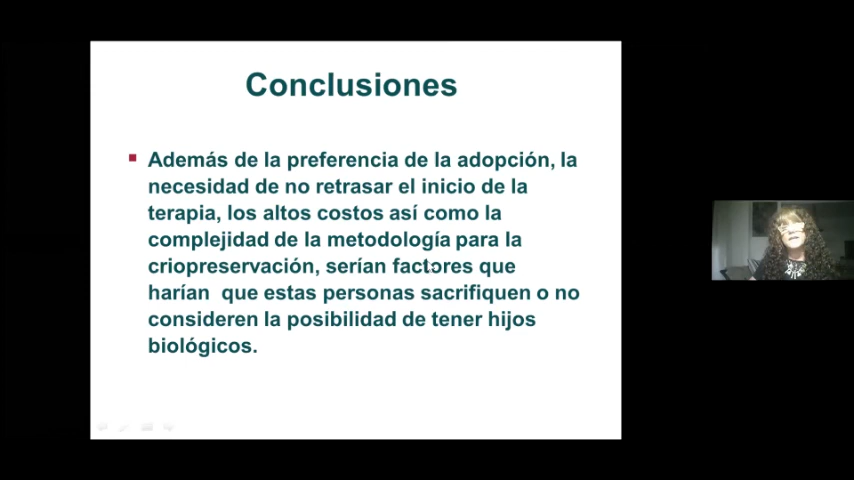 Conclusiones
Además de la preferencia de la adopción, la
necesidad de no retrasar el inicio de la
terapia, los altos costos así como la
complejidad de la metodología para la
criopreservación, serían factores que
harían  que estas personas sacrifiquen o no
consideren la posibilidad de tener hijos
biológicos.